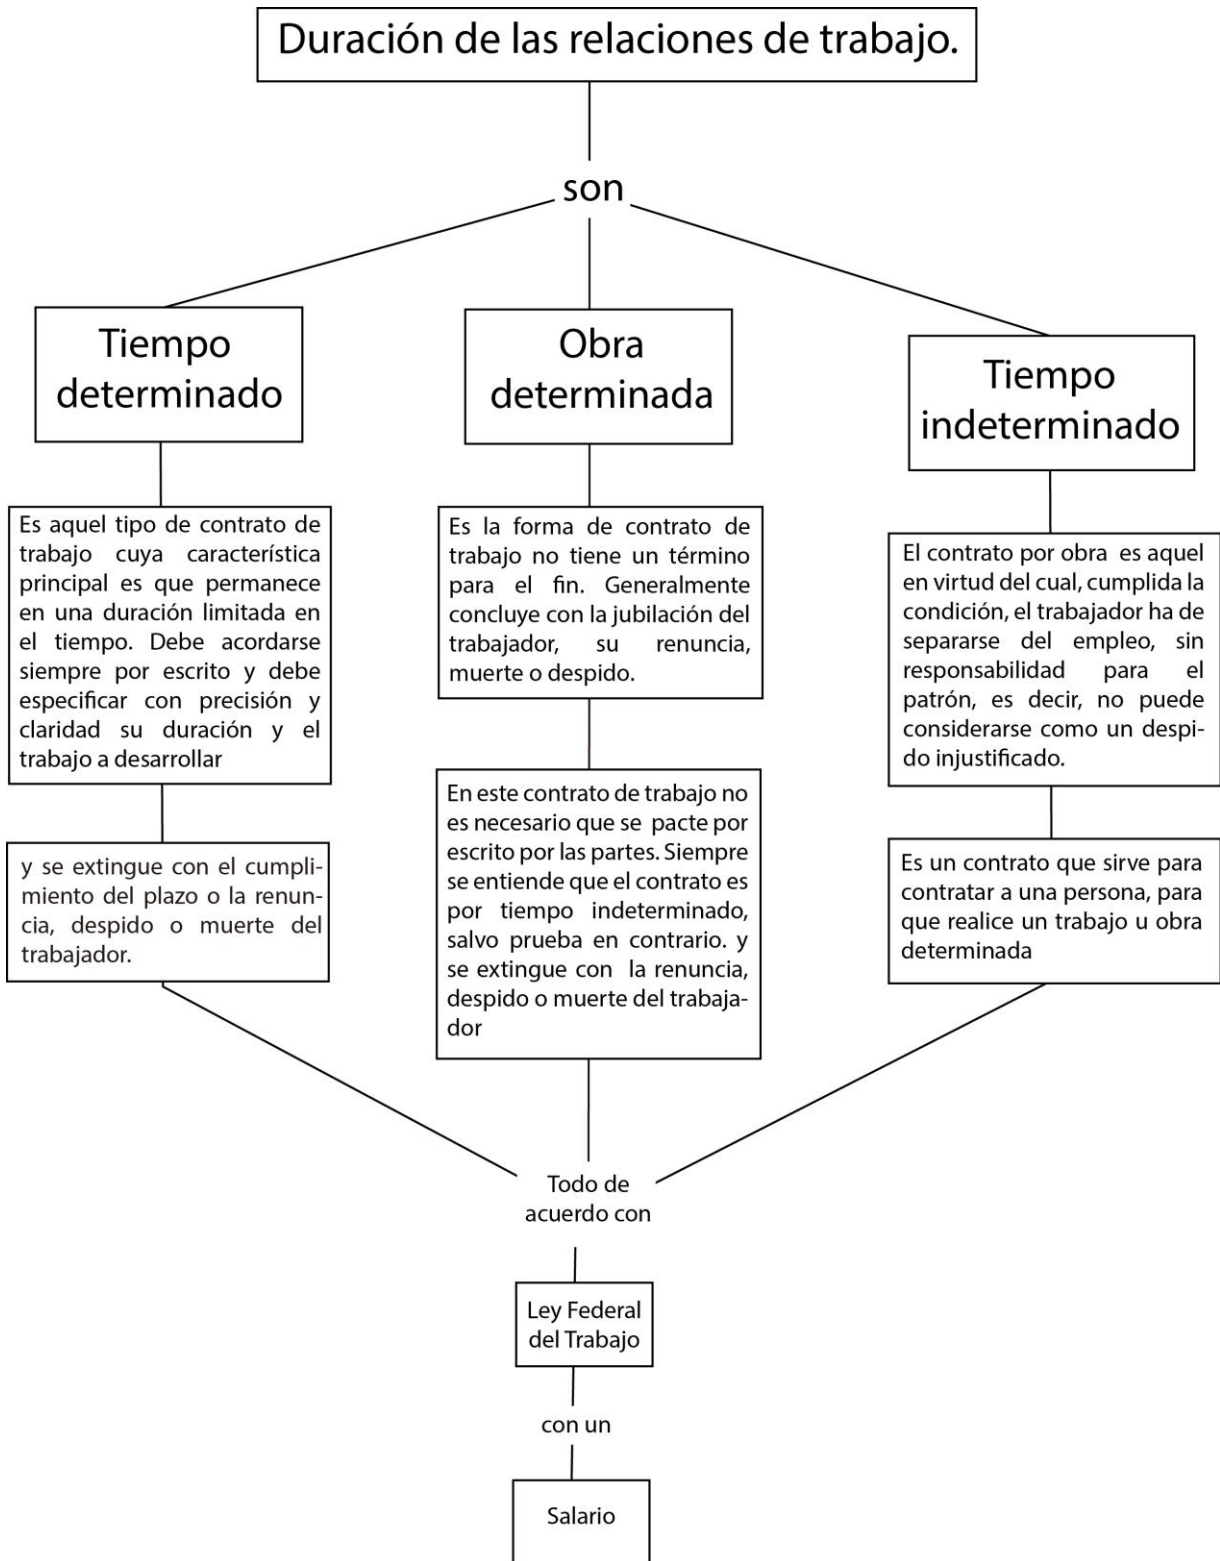 Duración de las relaciones de trabajo.
son
Tiempo
determinado
Es aquel tipo de contrato de
trabajo cuya característica
principal es que permanece
en una duración limitada en
el tiempo. Debe acordarse
siempre por escrito y debe
especificar con precisión y
claridad su duración y el
trabajo a desarrollar
y se extingue con el cumpli-
miento del plazo o la renun-
cia, despido o muerte del
trabajador.
Obra
determinada
Es la forma de contrato de
trabajo no tiene un término
para el fin. Generalmente
concluye con la jubilación del
trabajador, su renuncia,
muerte o despido.
En este contrato de trabajo no
es necesario que se pacte por
escrito por las partes. Siempre
se entiende que el contrato es
por tiempo indeterminado,
salvo prueba en contrario. y
se extingue con la renuncia,
despido o muerte del trabaja-
dor
Tiempo
indeterminado
El contrato por obra es aquel
en virtud del cual, cumplida la
condición, el trabajador ha de
separarse del empleo, sin
responsabilidad para el
patrón, es decir, no puede
considerarse como un despi-
do injustificado.
Es un contrato que sirve para
contratar a una persona, para
que realice un trabajo u obra
determinada
Todo de
acuerdo con
Ley Federal
del Trabajo
con un
Salario